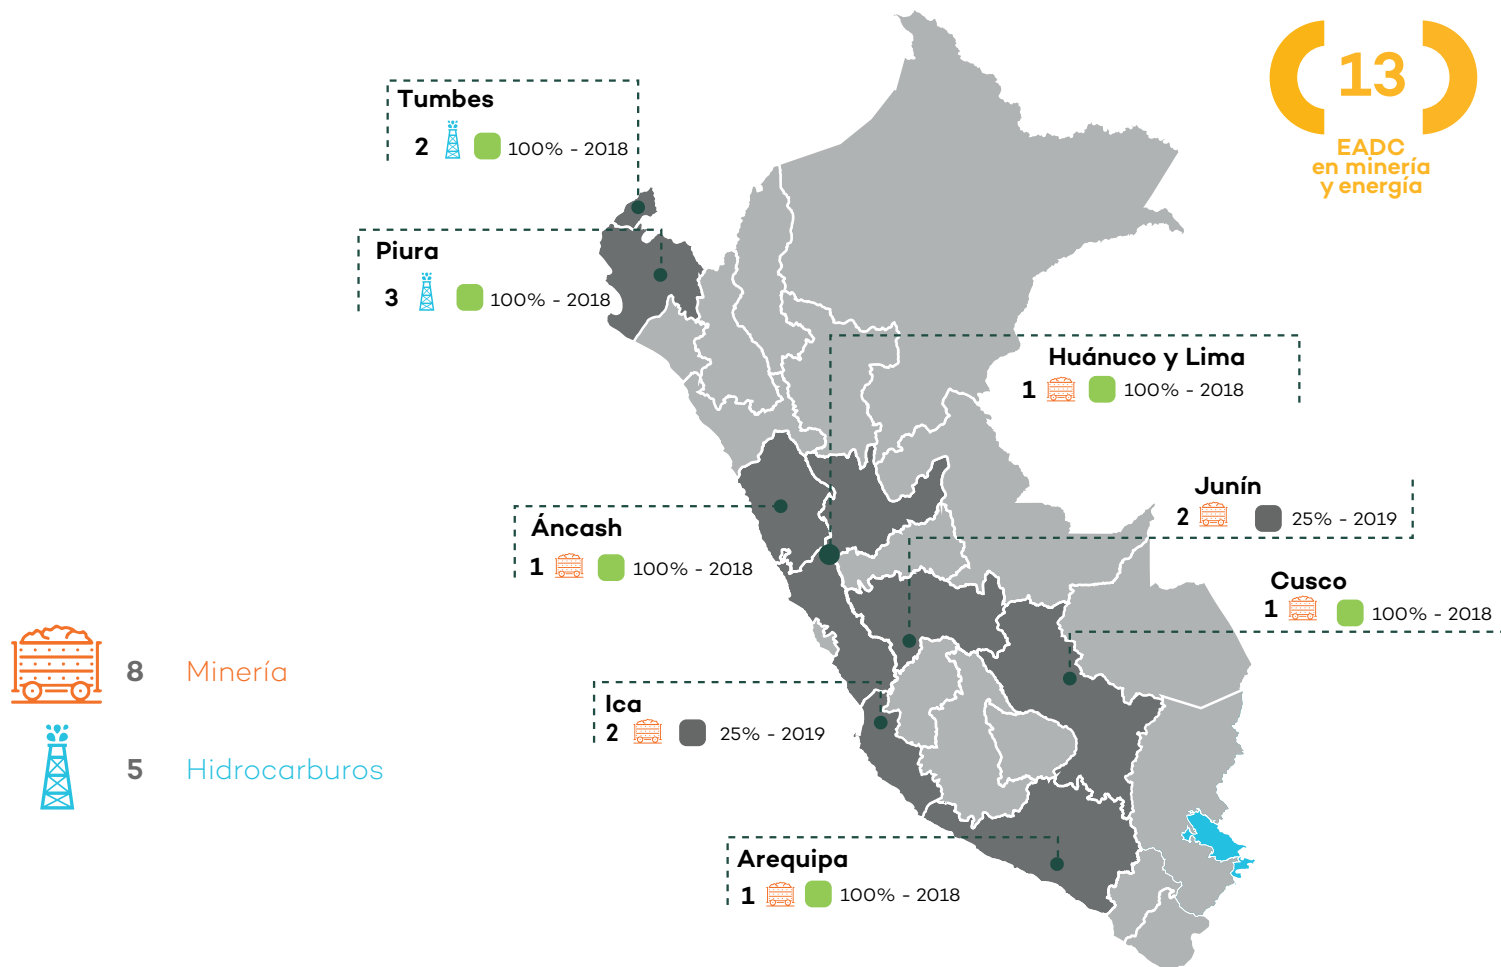 13
EADC
en minería
y energía
Tumbes
2 100% - 2018
Piura
3 100% - 2018
Huánuco y Lima
1 100% - 2018
Junín
2 25% - 2019
Áncash
1 100% - 2018
Cusco
1 100% - 2018
8 Minería
Ica
2 25% - 2019
5 Hidrocarburos
Arequipa
1 100% - 2018